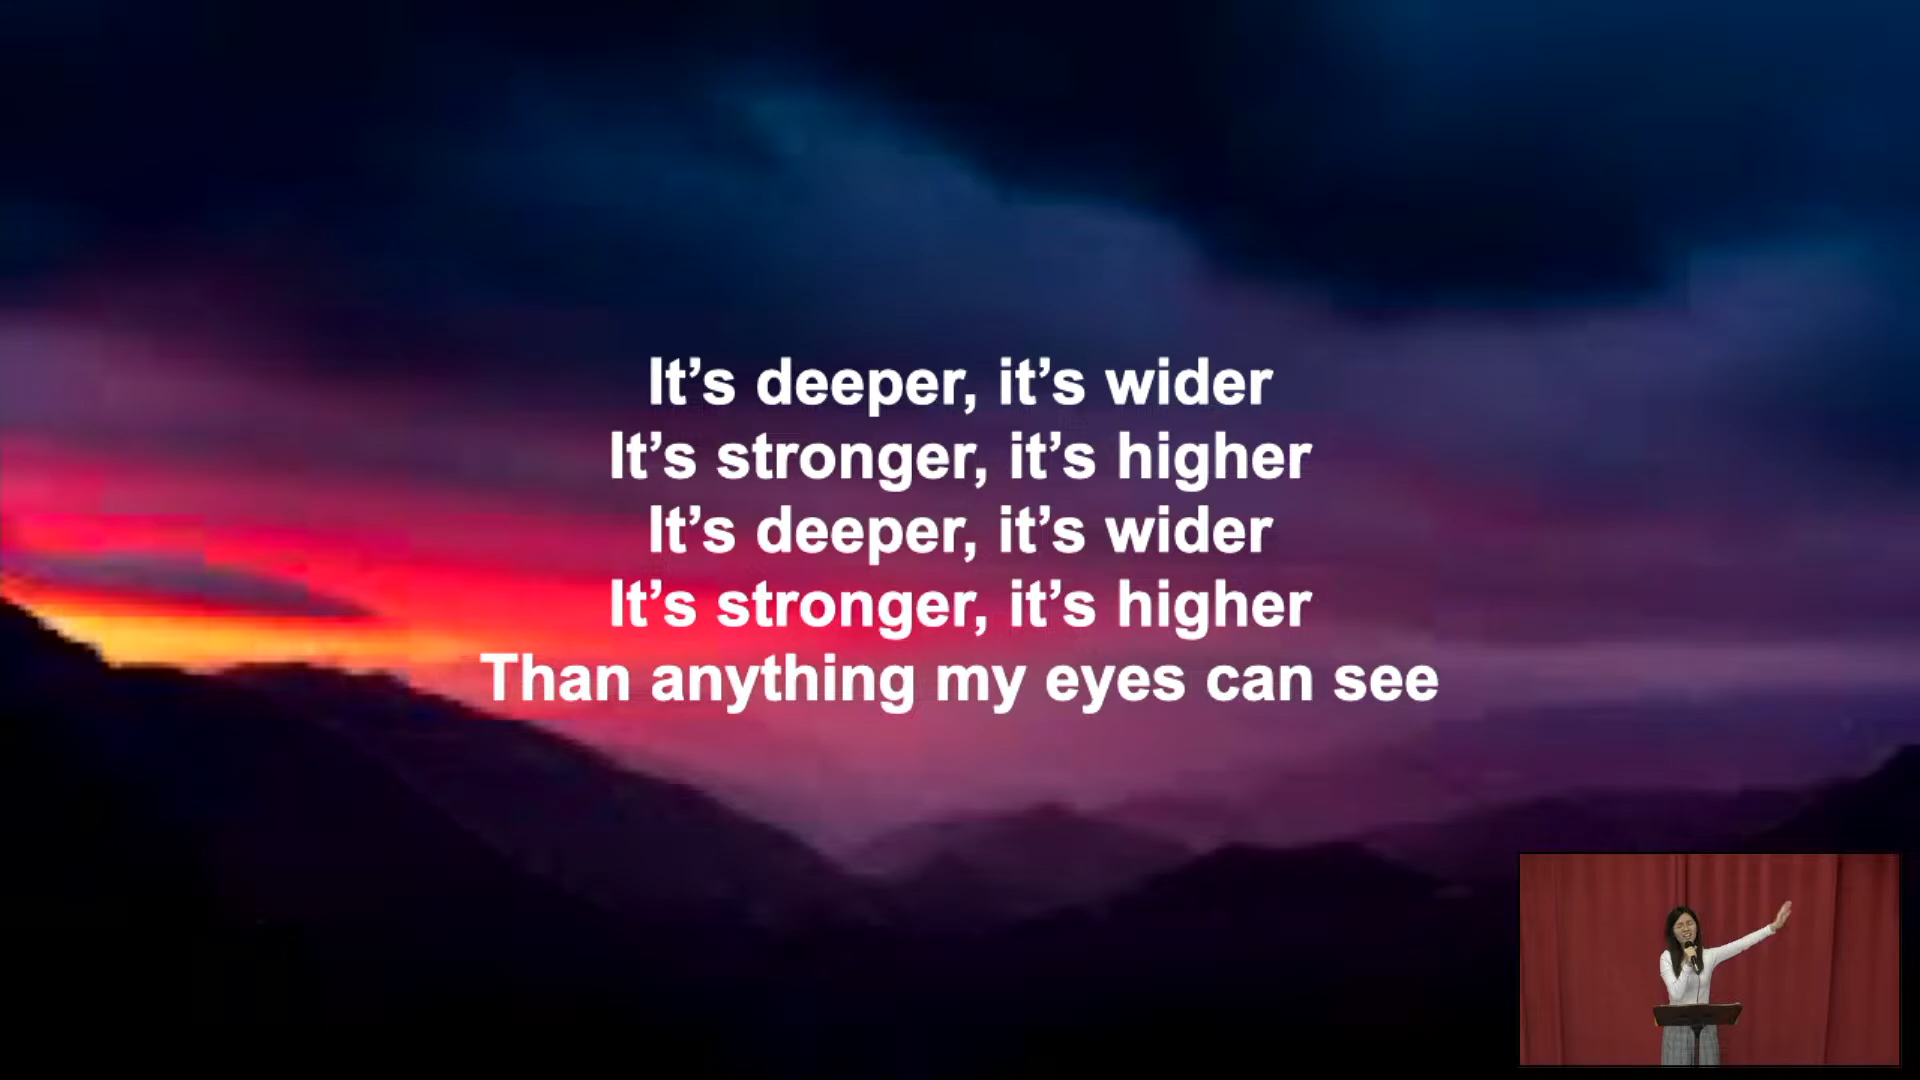 It’s deeper, it’s wider
It’s stronger, it’s higher
It’s deeper, it’s wider
It’s stronger, it’s higher
Than anything my eyes can see